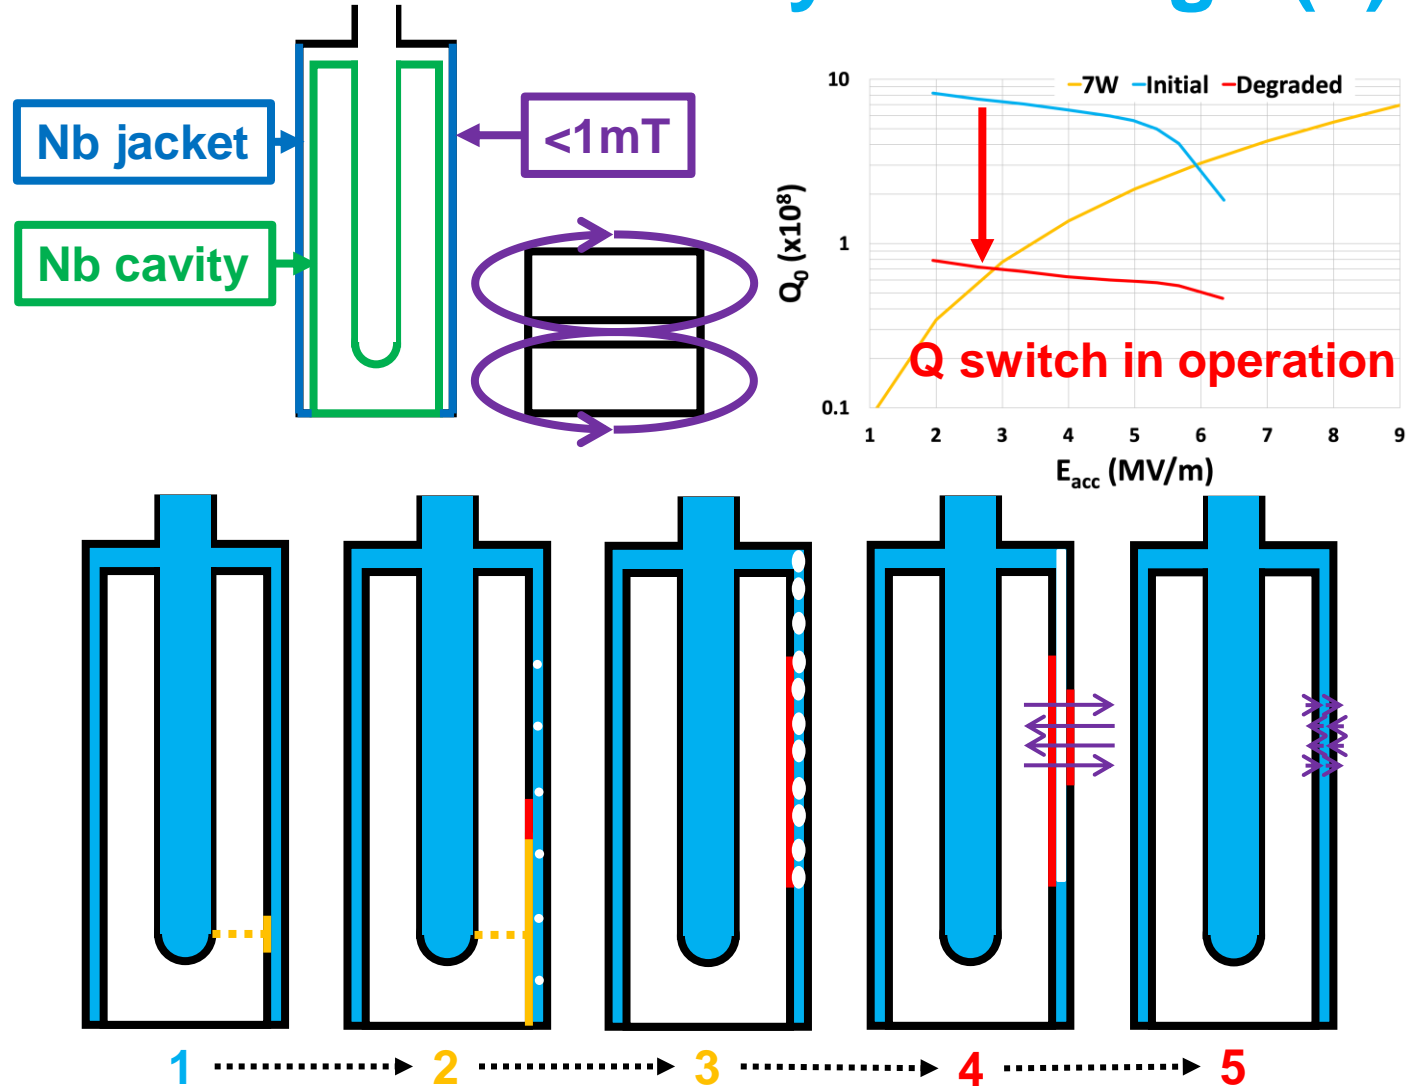 Nb jacket
<1mT
Nb cavity
7W Initial Degraded
10
1
0.1
Q0 (x10⁸)
Q switch in operation
1 2 3 4 5 6 7 8 9
Eacc (MV/m)
1 2 3 4 5